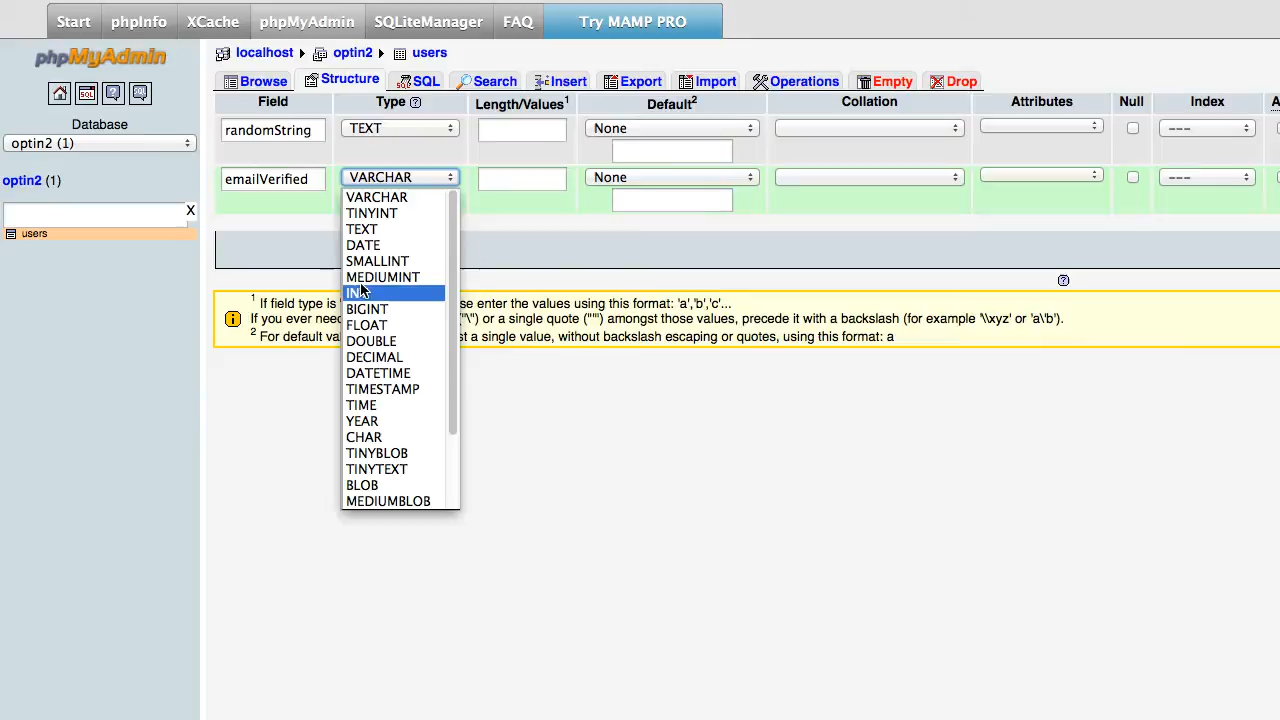 Start phpInfo XCache phpMyAdmin SQLiteManager FAQ Try MAMP PRO
phpMyAdmin
localhost optin2 users
Browse Structure SQL Search Insert Export Import Operations Empty Drop
Database
optin2 (1)
optin2 (1)
X
users
Field Type Length/Values1 Default2 Collation Attributes Null Index
randomString TEXT None ---
emailVerified VARCHAR None ---
VARCHAR
TINYINT
TEXT
DATE
SMALLINT
MEDIUMINT
BIGINT
FLOAT
DOUBLE
DECIMAL
DATETIME
TIMESTAMP
TIME
YEAR
CHAR
TINYBLOB
TINYTEXT
BLOB
MEDIUMBLOB
1 If field type is se enter the values using this format: 'a','b','c'...
If you ever nee ("\") or a single quote ("'") amongst those values, precede it with a backslash (for example '\\xyz' or 'a\'b').
2 For default va st a single value, without backslash escaping or quotes, using this format: a